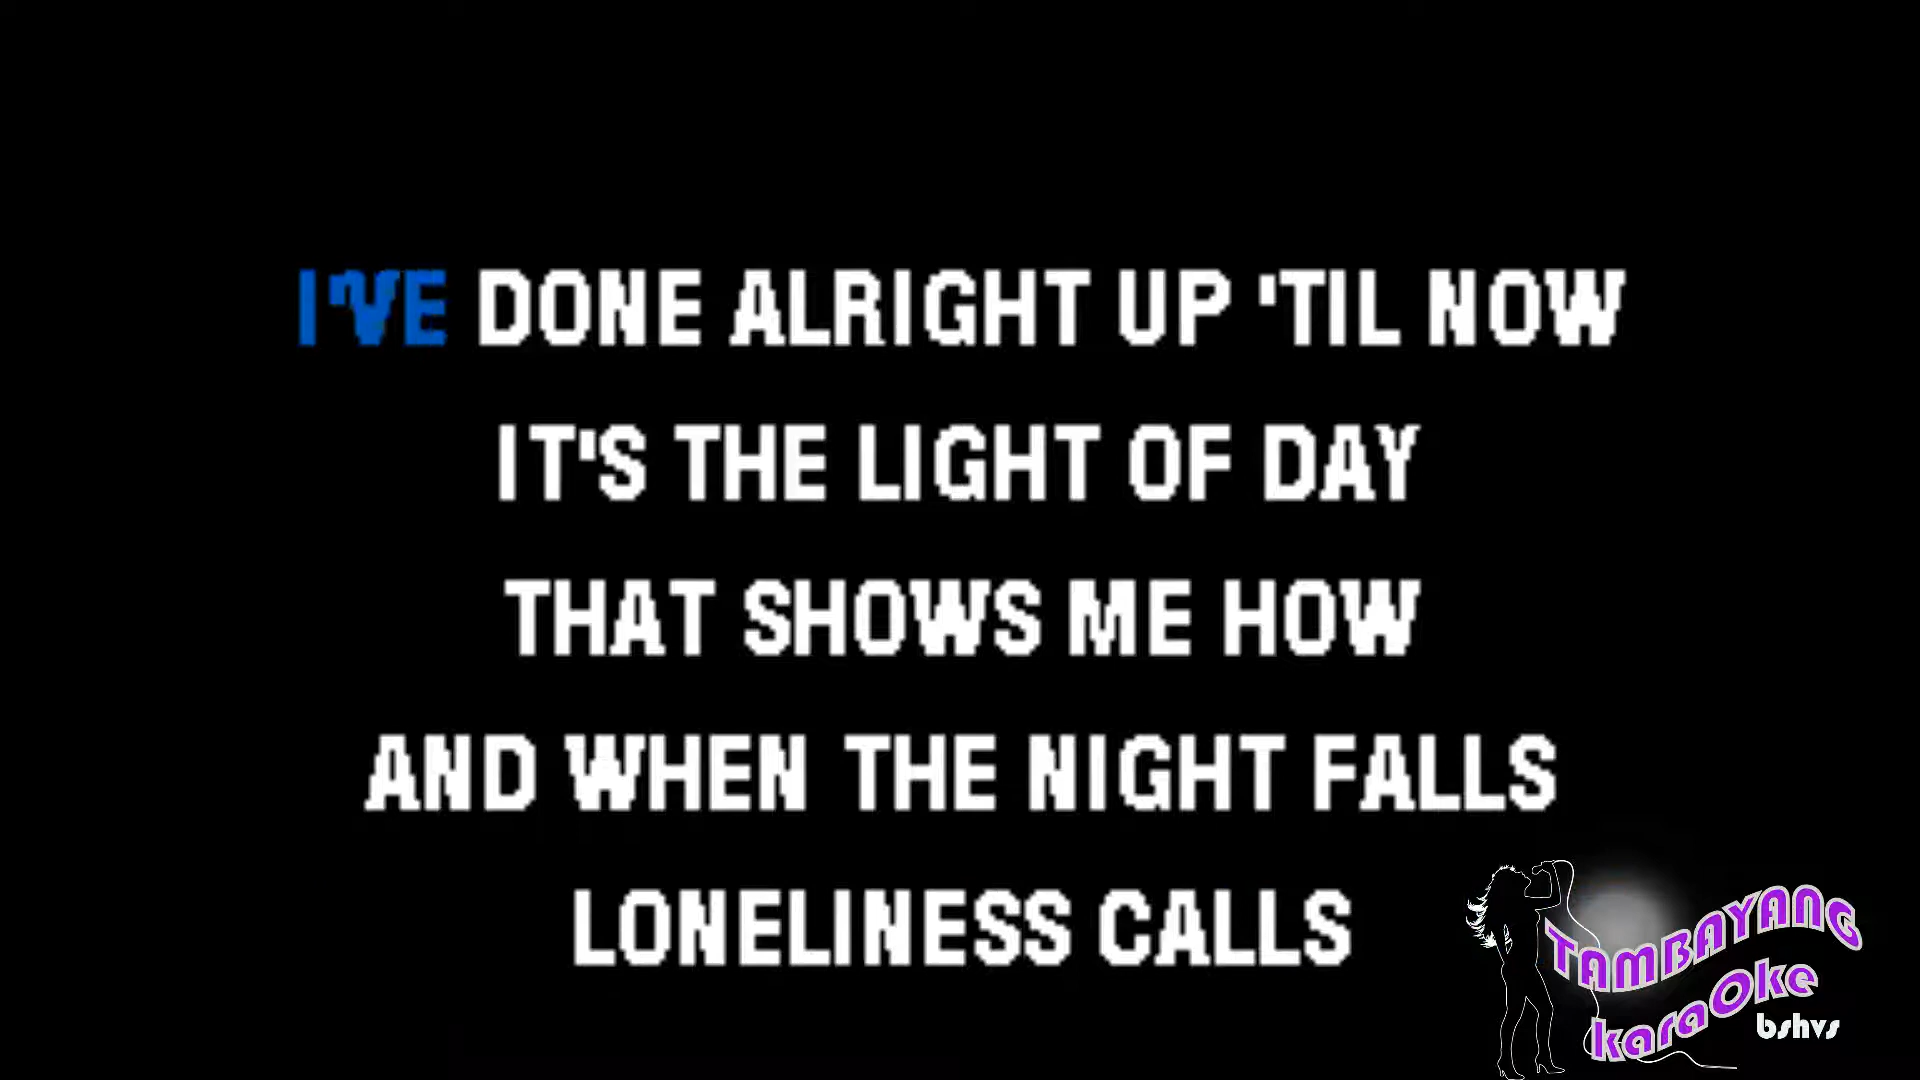 I'VE DONE ALRIGHT UP 'TIL NOW
IT'S THE LIGHT OF DAY
THAT SHOWS ME HOW
AND WHEN THE NIGHT FALLS
LONELINESS CALLS
TAMBAYANG
karaOke
bshvs